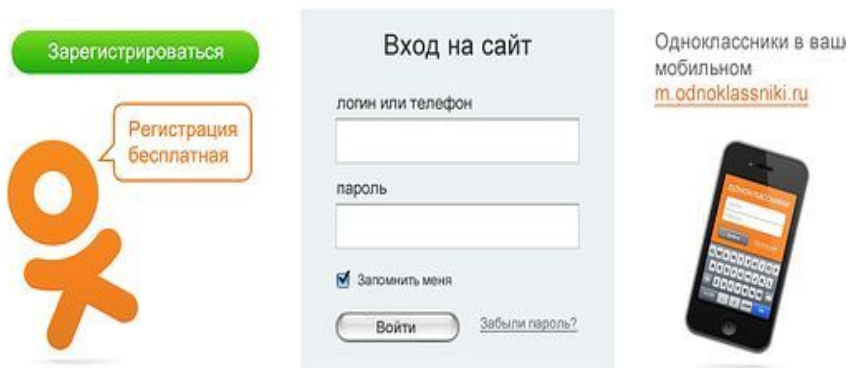 Зарегистрироваться
Регистрация
бесплатная
Вход на сайт
логин или телефон
пароль
Запомнить меня
Войти
Забыли пароль?
Одноклассники в ваш
мобильном
m.odnoklassniki.ru
ОДНОКЛАССНИКИ